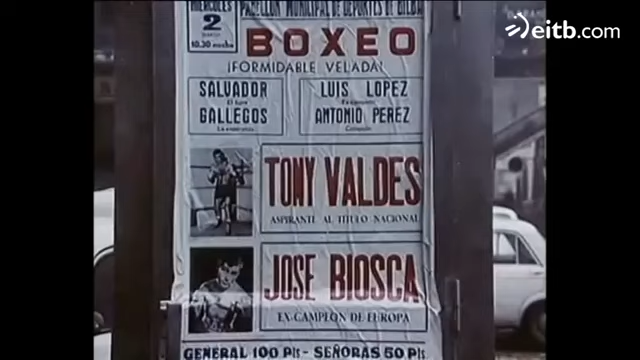 MIERCOLES
2
10.30 noche
PABELLON MUNICIPAL DE DEPORTES DE BILBAO
BOXEO
¡FORMIDABLE VELADA!
SALVADOR
GALLEGOS
LUIS LOPEZ
ANTONIO PEREZ
TONY VALDES
ASPIRANTE AL TITULO NACIONAL
JOSE BIOSCA
EX-CAMPEON DE EUROPA
GENERAL 100 Pts - SEÑORAS 50 Pts
eitb.com